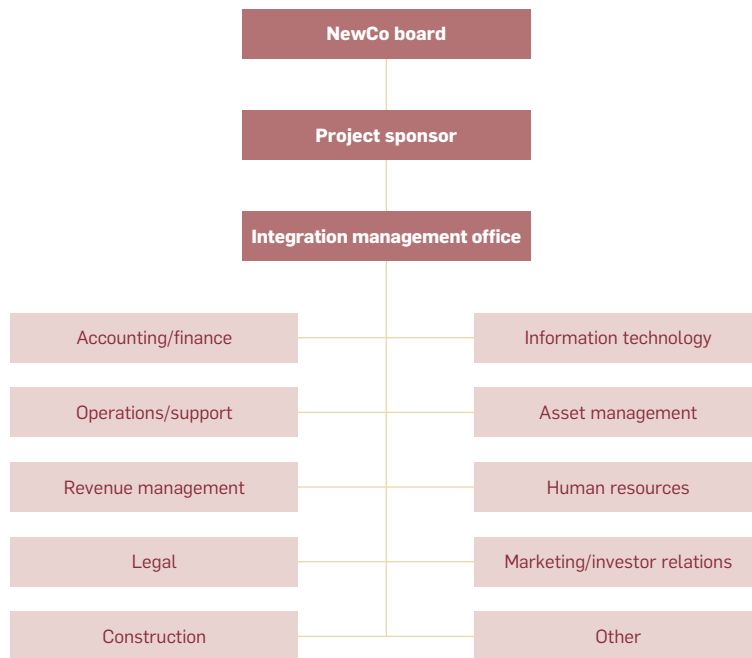 NewCo board
Project sponsor
Integration management office
Accounting/finance
Information technology
Operations/support
Asset management
Revenue management
Human resources
Legal
Marketing/investor relations
Construction
Other